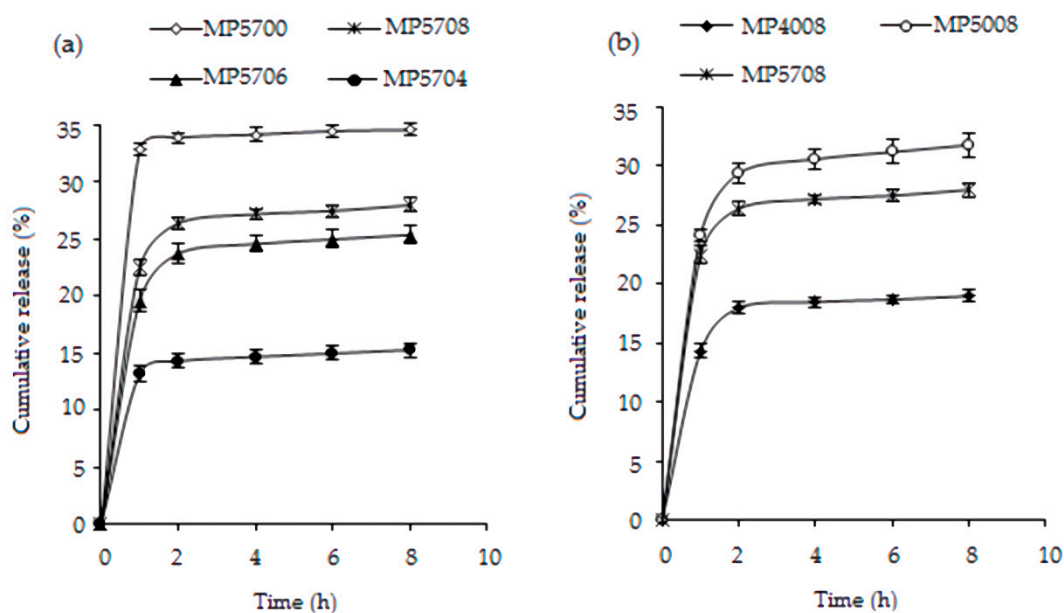 (a)
MP5700 MP5708
MP5706 MP5704
35
30
25
20
15
10
5
0
Cumulative release (%)
0 2 4 6 8 10
Time (h)
(b)
MP4008 MP5008
MP5708
35
30
25
20
15
10
5
0
Cumulative release (%)
0 2 4 6 8 10
Time (h)